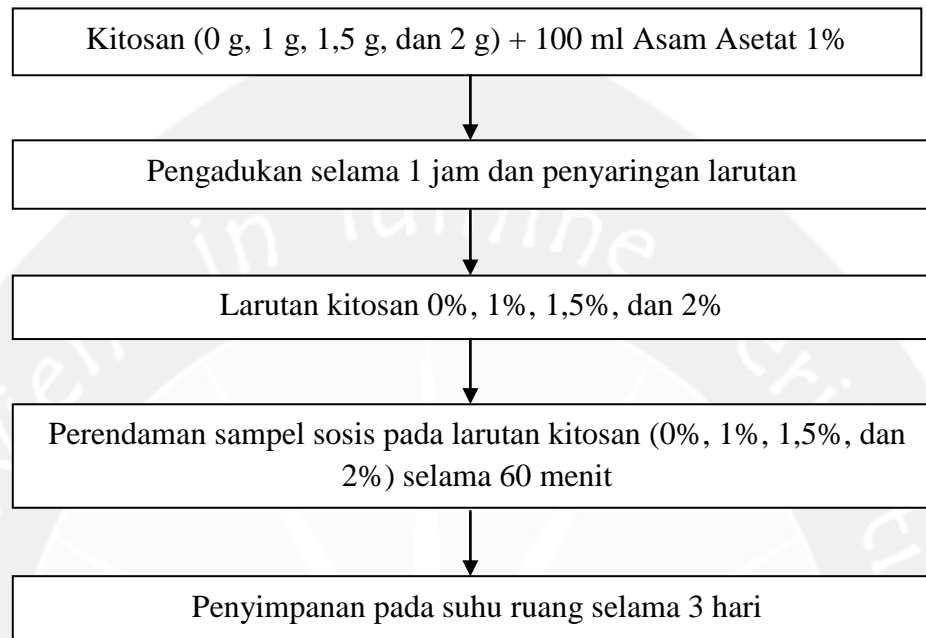 Kitosan (0 g, 1 g, 1,5 g, dan 2 g) + 100 ml Asam Asetat 1%
Pengadukan selama 1 jam dan penyaringan larutan
in lumine
Larutan kitosan 0%, 1%, 1,5%, dan 2%
Perendaman sampel sosis pada larutan kitosan (0%, 1%, 1,5%, dan
2%) selama 60 menit
Penyimpanan pada suhu ruang selama 3 hari